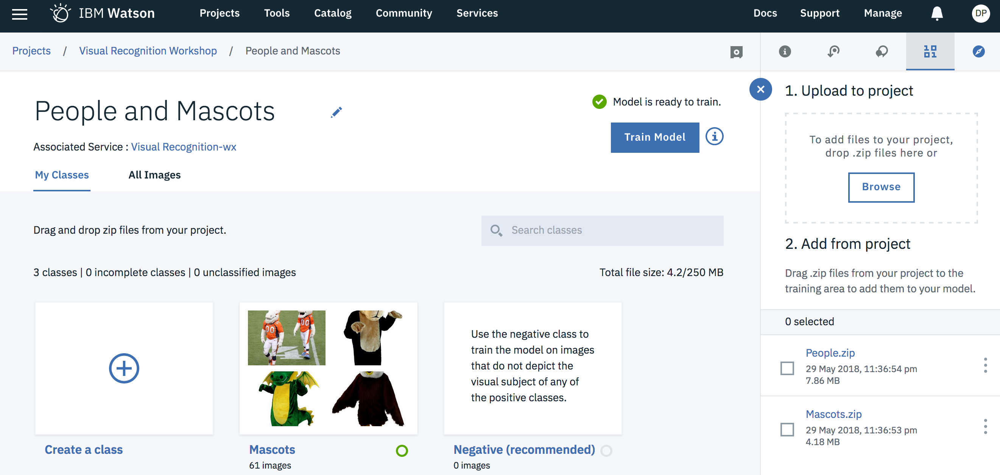 IBM Watson
Projects
Tools
Catalog
Community
Services
Docs
Support
Manage
DP
Projects / Visual Recognition Workshop / People and Mascots
People and Mascots
Associated Service : Visual Recognition-wx
Model is ready to train.
Train Model
My Classes
All Images
Drag and drop zip files from your project.
Search classes
3 classes | 0 incomplete classes | 0 unclassified images
Total file size: 4.2/250 MB
Create a class
00
00
Mascots
61 images
Use the negative class to
train the model on images
that do not depict the
visual subject of any of
the positive classes.
Negative (recommended)
0 images
1. Upload to project
To add files to your project,
drop .zip files here or
Browse
2. Add from project
Drag .zip files from your project to the
training area to add them to your model.
0 selected
People.zip
29 May 2018, 11:36:54 pm
7.86 MB
Mascots.zip
29 May 2018, 11:36:53 pm
4.18 MB